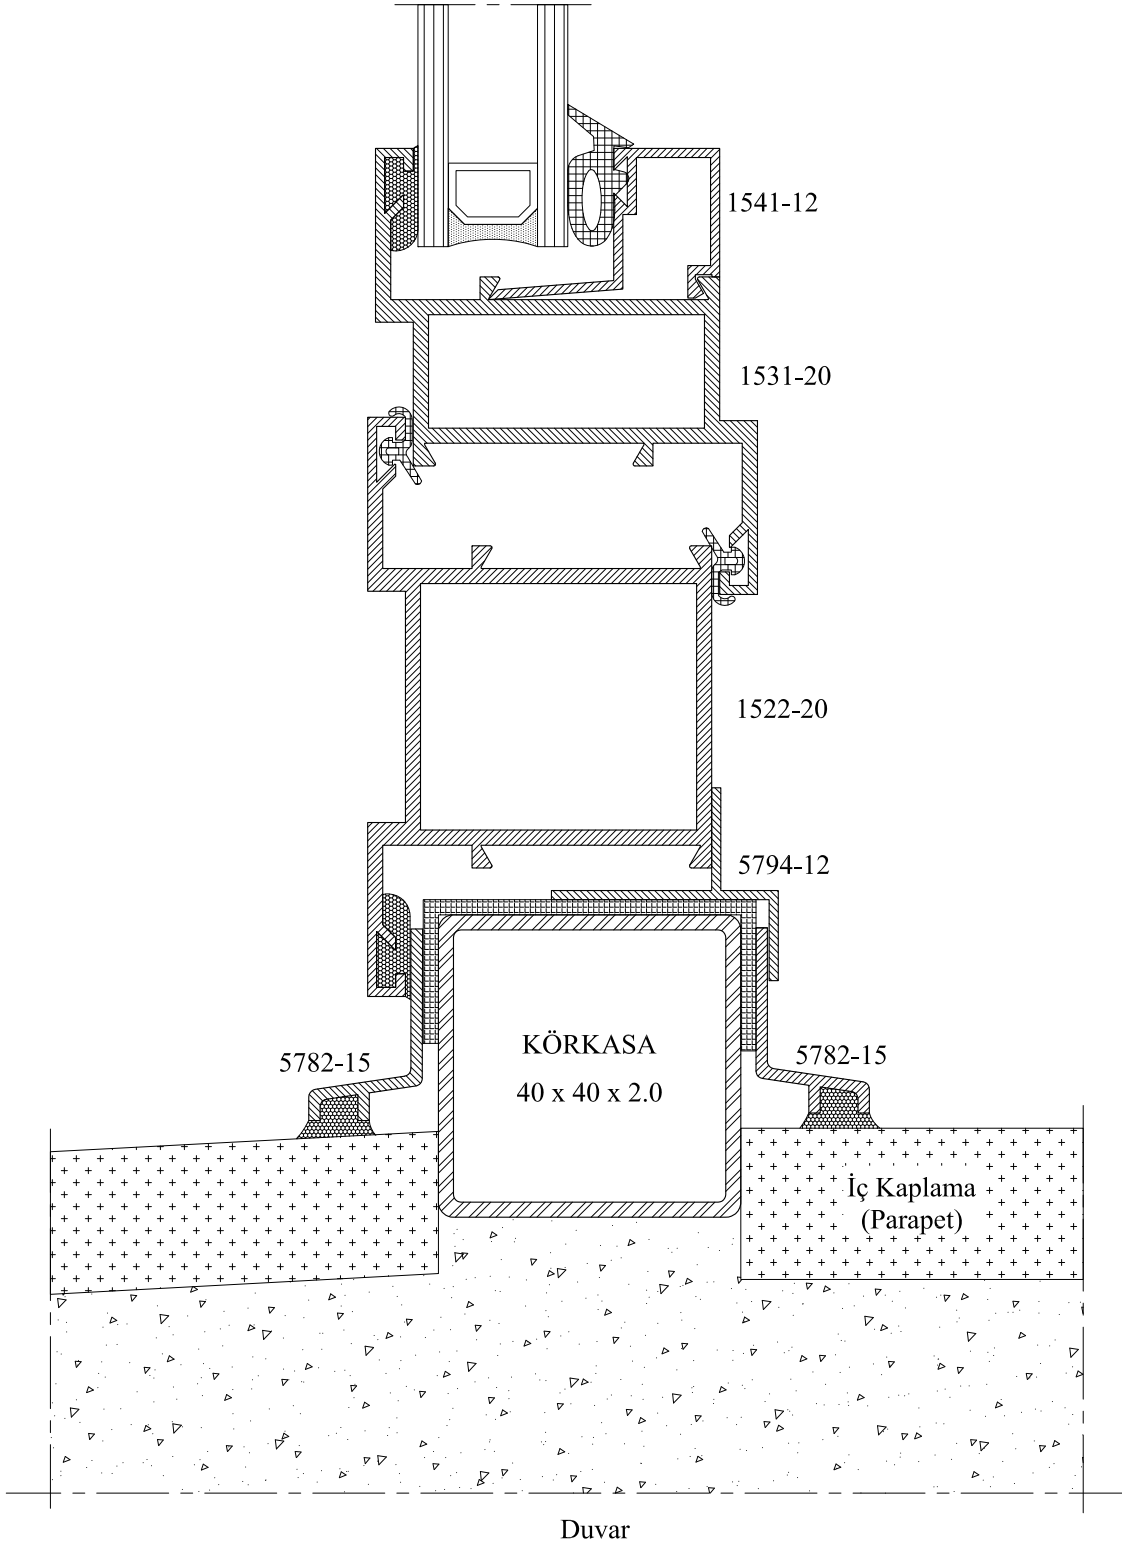 1541-12
1531-20
1522-20
5794-12
KÖRKASA
40 x 40 x 2.0
5782-15
5782-15
İç Kaplama
(Parapet)
Duvar